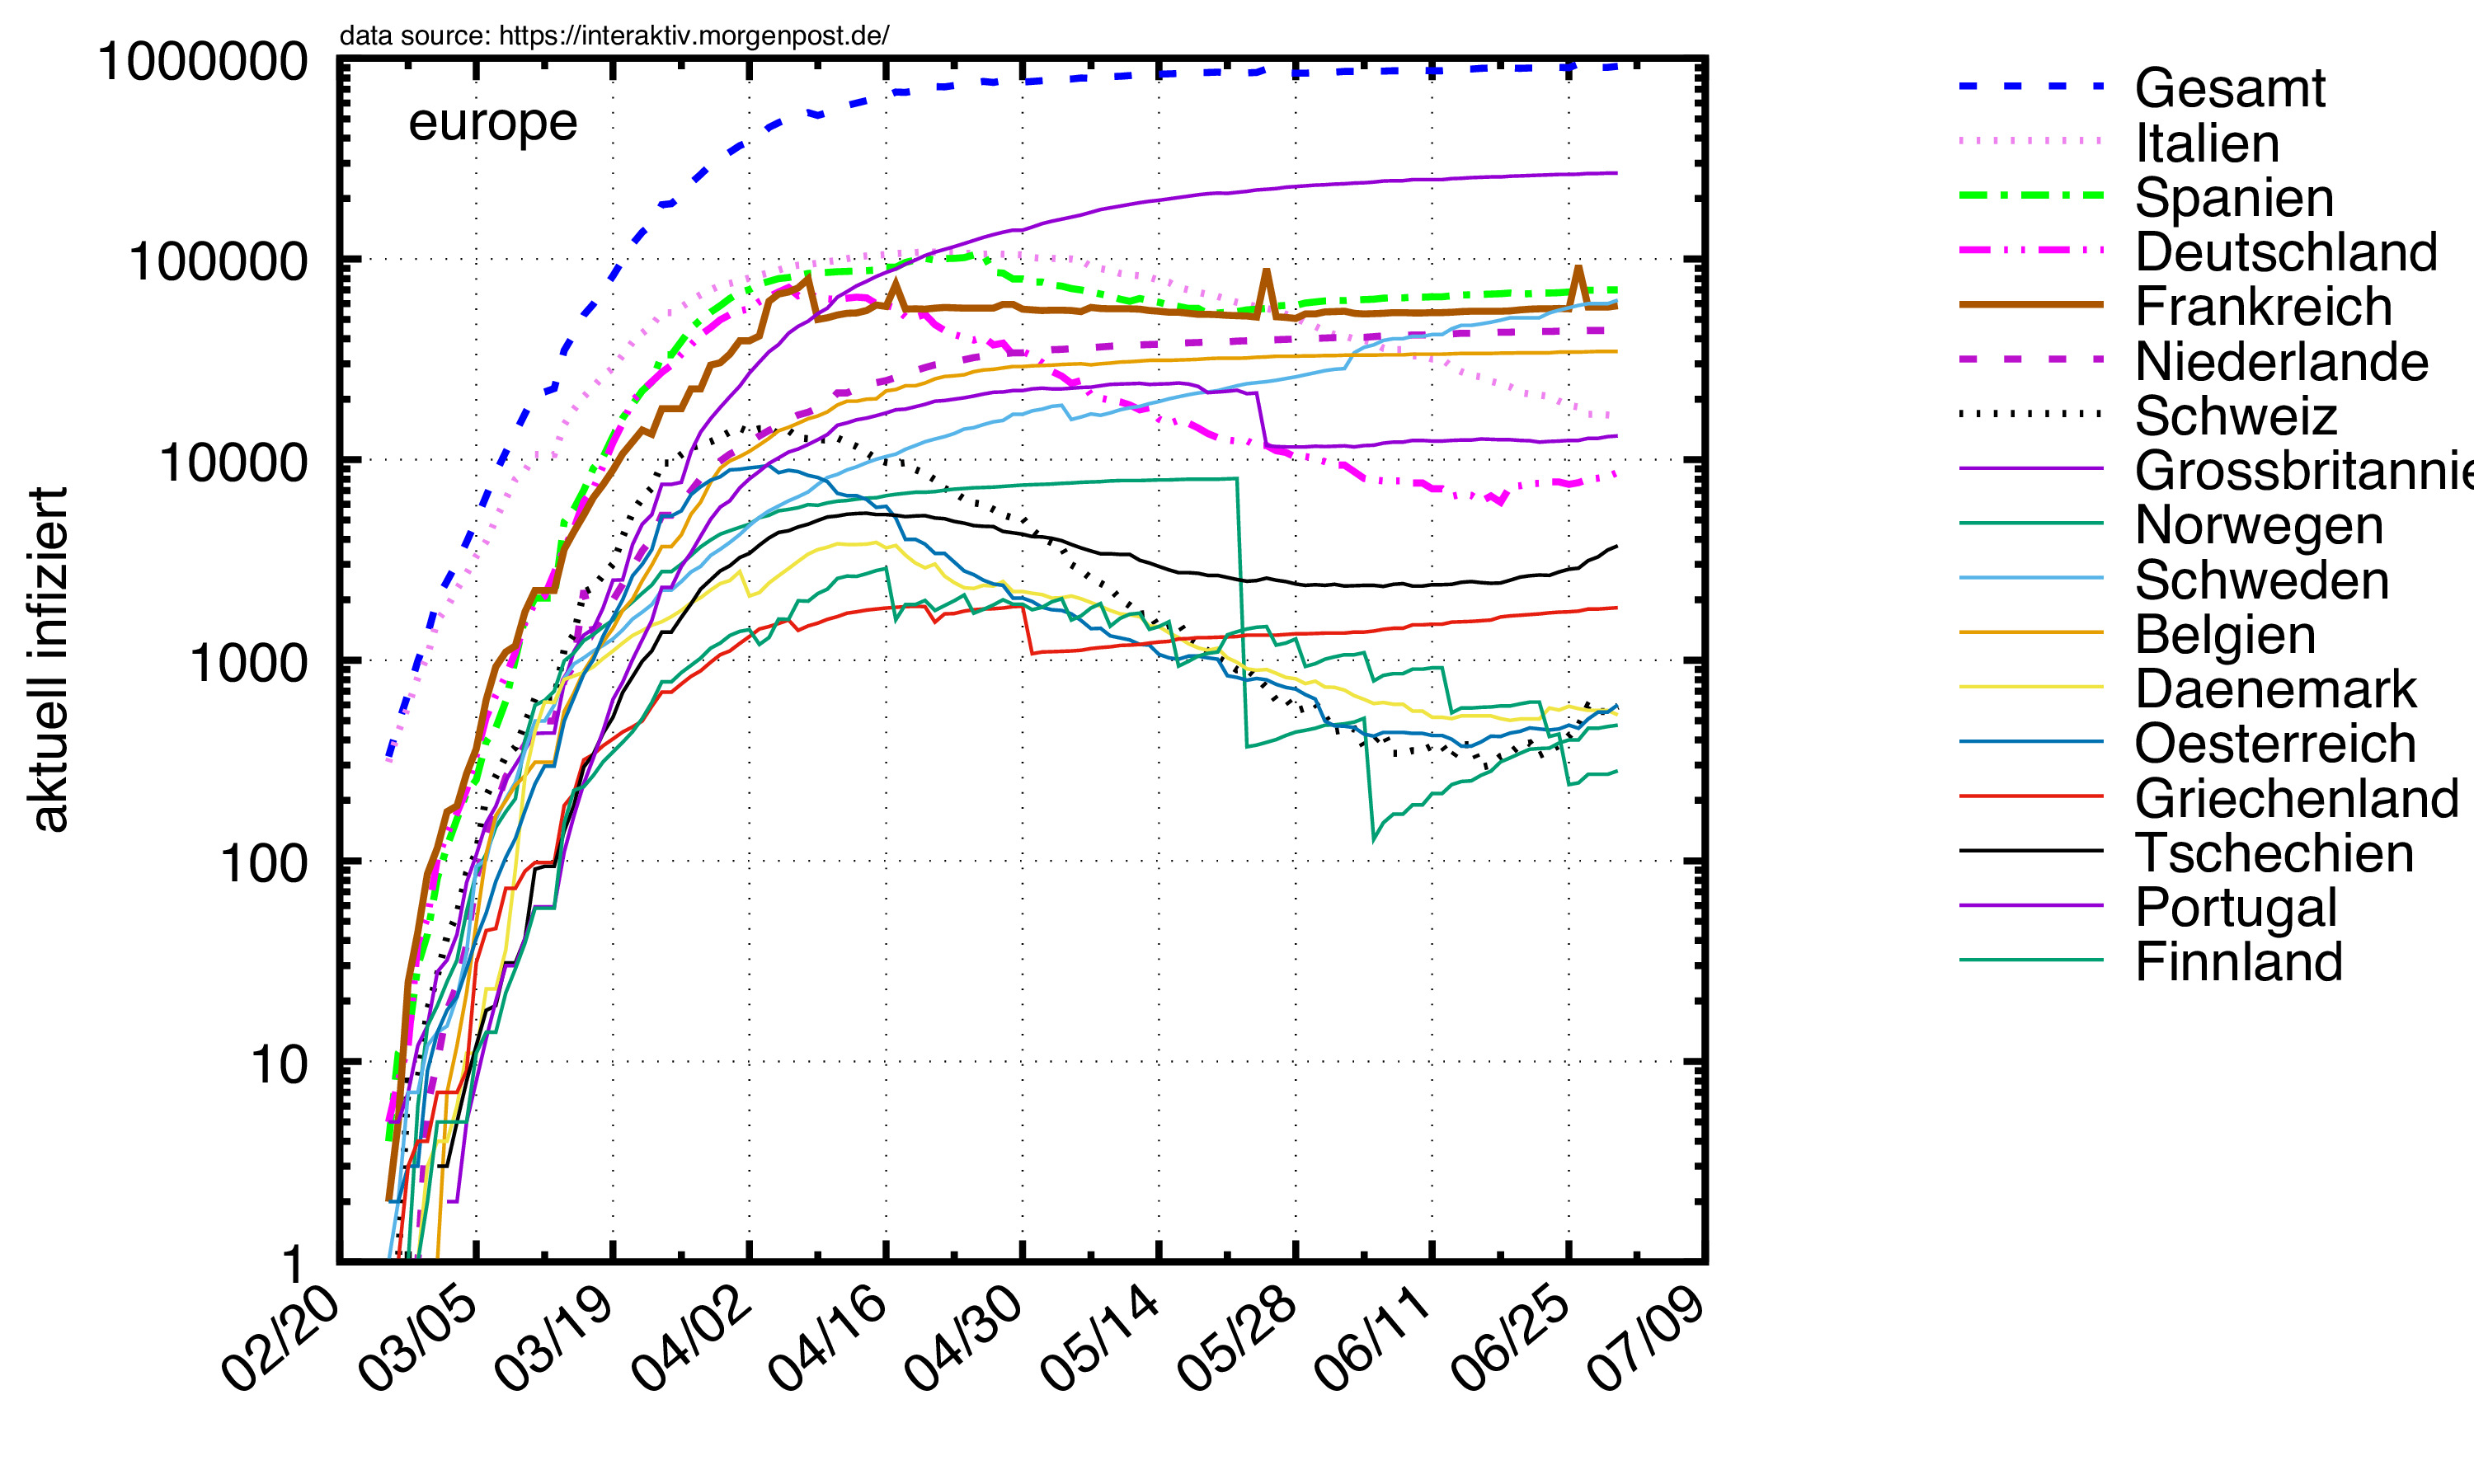 data source: https://interaktiv.morgenpost.de/
europe
aktuell infiziert
1000000
100000
10000
1000
100
10
1
02/20
03/05
03/19
04/02
04/16
04/30
05/14
05/28
06/11
06/25
07/09
Gesamt
Italien
Spanien
Deutschland
Frankreich
Niederlande
Schweiz
Grossbritannie
Norwegen
Schweden
Belgien
Daenemark
Oesterreich
Griechenland
Tschechien
Portugal
Finnland